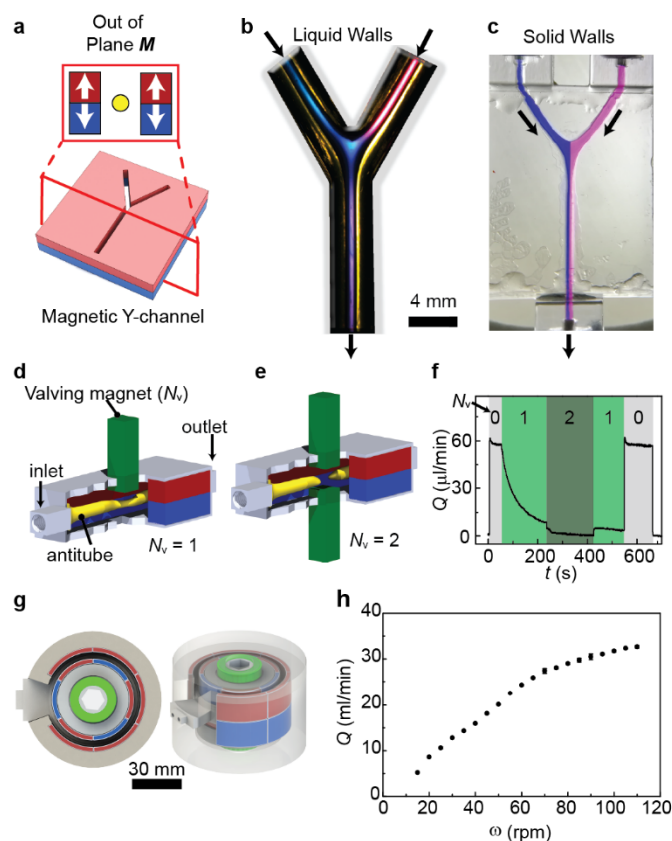 a
Out of
Plane M
Magnetic Y-channel
b
Liquid Walls
4 mm
c
Solid Walls
d
Valving magnet (Nv)
outlet
inlet
antitube
Nv = 1
e
Nv = 2
f
Nv
0 1 2 1 0
Q (μl/min)
60
30
0
0 200 400 600
t (s)
g
30 mm
h
Q (ml/min)
40
30
20
10
0
0 20 40 60 80 100 120
ω (rpm)